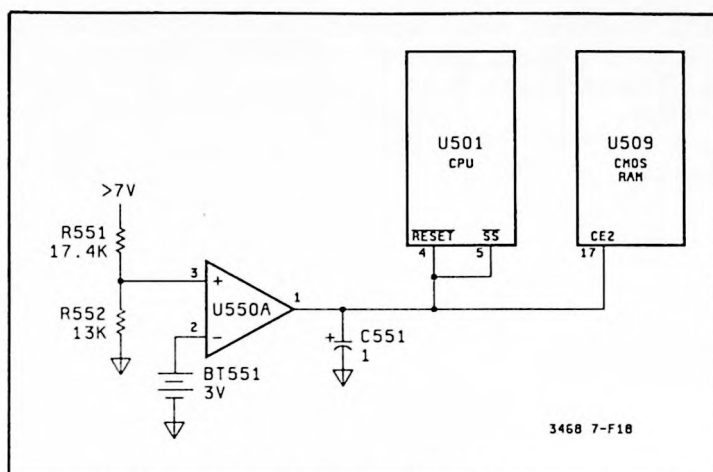 U501
CPU
RESET
SS
4
5
U509
CMOS
RAM
CE2
17
>7V
R551
17.4K
R552
13K
3
+
2
−
U550A
1
BT551
3V
+
C551
1
3468 7-F18